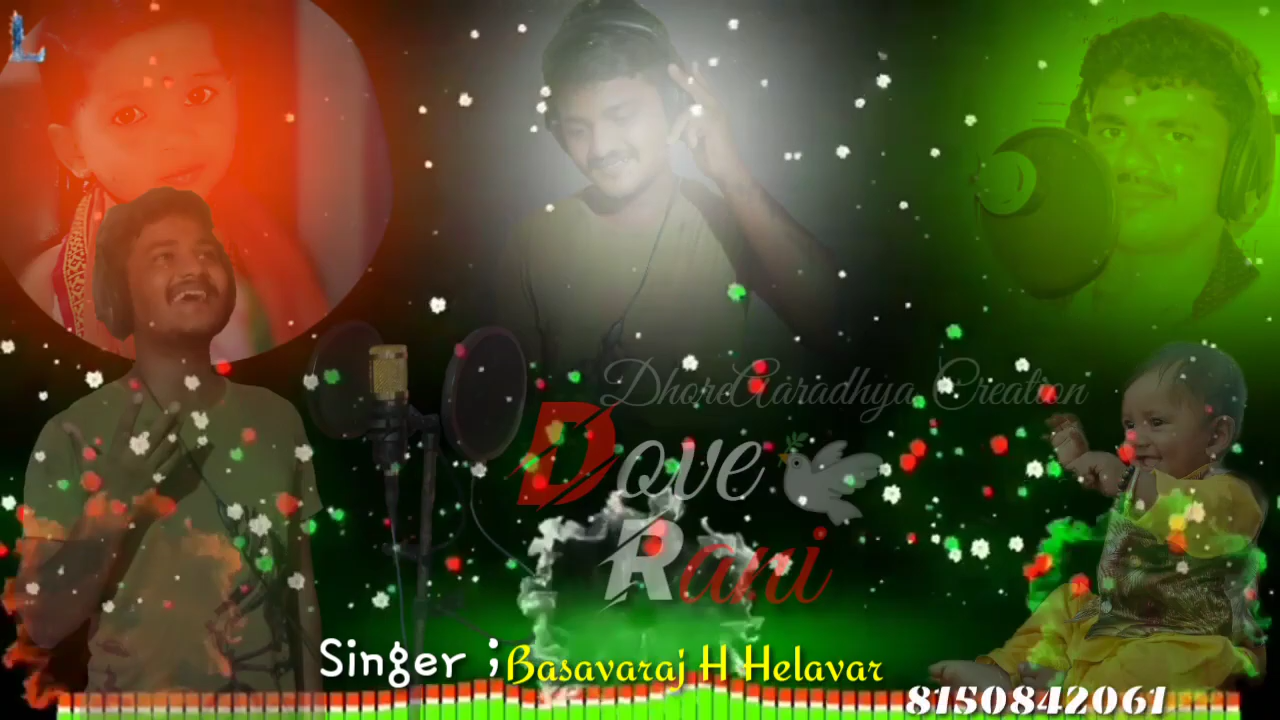 L
DhoreAaradhya Creation
Dove
Rani
Singer ; Basavaraj H Helavar
8150842061